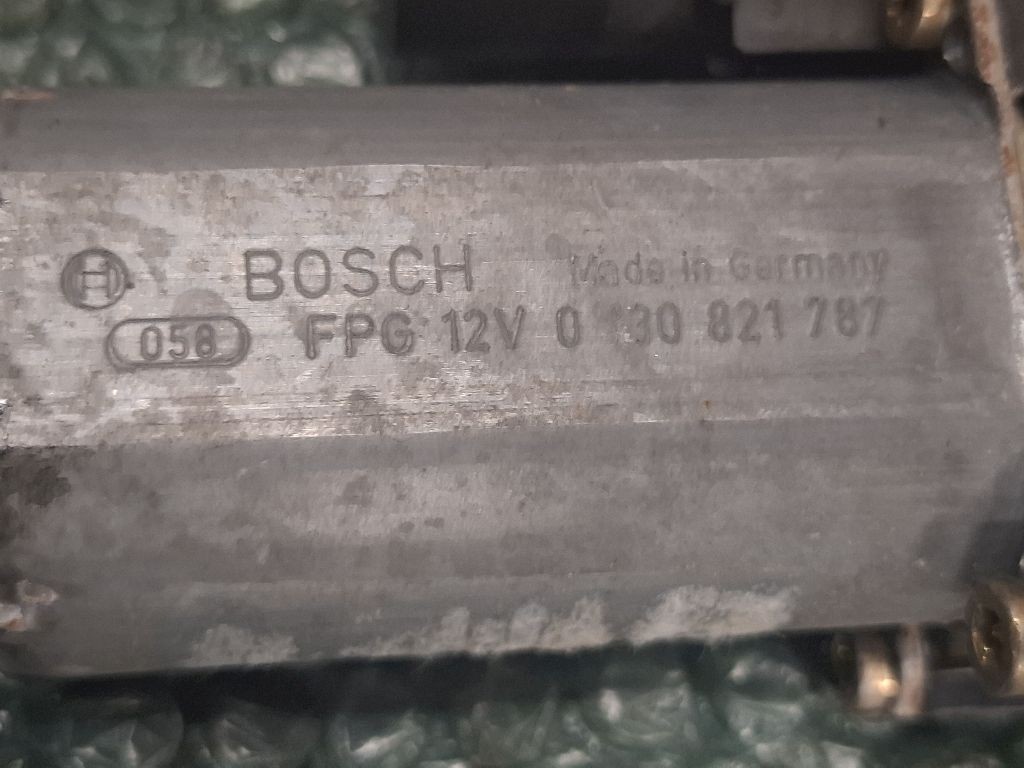 BOSCH Made in Germany
058 FPG 12V 0 130 821 787